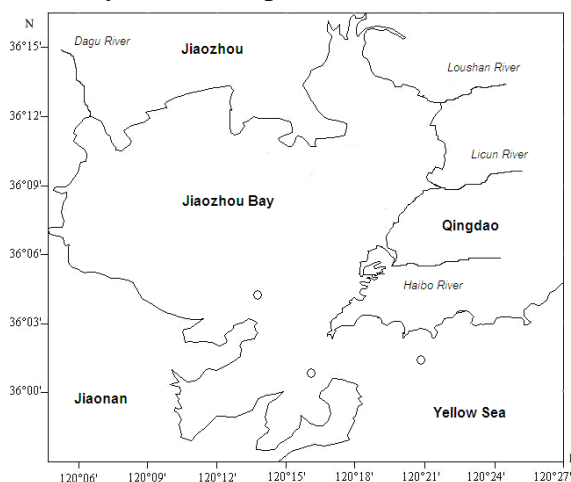 N
36°15'
36°12'
36°09'
36°06'
36°03'
36°00'
Dagu River
Jiaozhou
Loushan River
Licun River
Jiaozhou Bay
Qingdao
Haibo River
Jiaonan
Yellow Sea
120°06' 120°09' 120°12' 120°15' 120°18' 120°21' 120°24' 120°27'